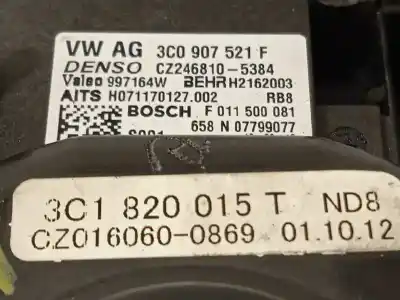 VW AG 3C0 907 521 F
DENSO CZ246810-5384
Valeo 997164W BEHR H2162003
AITS H071170127.002 RB8
BOSCH F 011 500 081
658 N 07799077
3C1 820 015 T ND8
CZ016060-0869 01.10.12